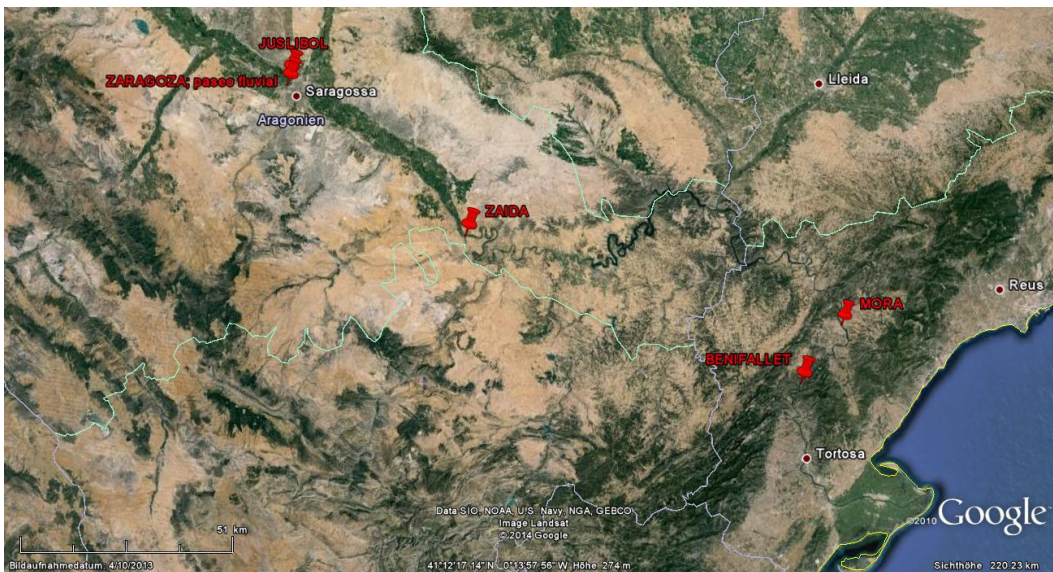 JUSLIBOL
ZARAGOZA; paseo fluvial
Saragossa
Aragonien
Lleida
ZAIDA
Reus
MORA
BENIFALLET
Tortosa
Data SIO, NOAA, U.S. Navy, NGA, GEBCO
Image Landsat
© 2014 Google
©2010 Google
51 km
Bildaufnahmedatum: 4/10/2013
41°12'17.14" N 0°13'57.56" W Höhe 274 m
Sichthöhe 220.23 km